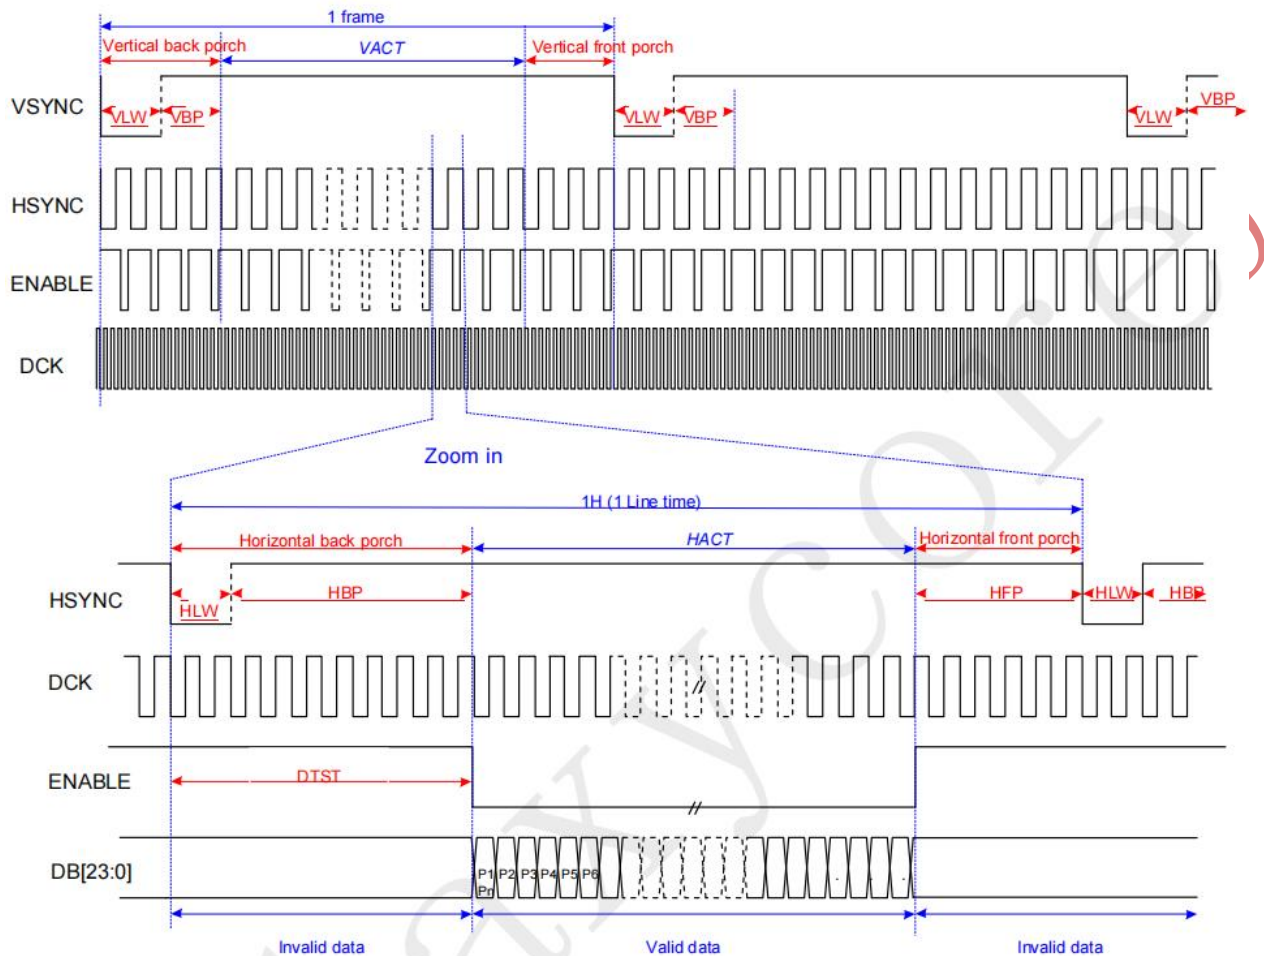 1 frame
Vertical back porch VACT Vertical front porch
VSYNC VLW VBP VLW VBP VLW VBP
HSYNC
ENABLE
DCK
Zoom in
1H (1 Line time)
Horizontal back porch HACT Horizontal front porch
HSYNC HLW HBP HFP HLW HBP
DCK //
ENABLE DTST //
DB[23:0] P1 P2 P3 P4 P5 P6 . . .
Pn
Invalid data Valid data Invalid data
axycore